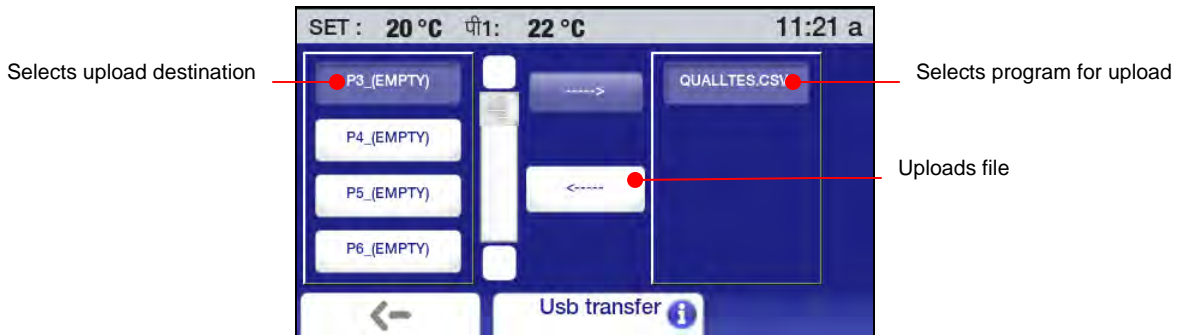 SET : 20 °C पी1: 22 °C 11:21 a
Selects upload destination
P3_(EMPTY)
P4_(EMPTY)
P5_(EMPTY)
P6_(EMPTY)
----->
<-----
QUALLTES.CSV
Selects program for upload
Uploads file
<-
Usb transfer i